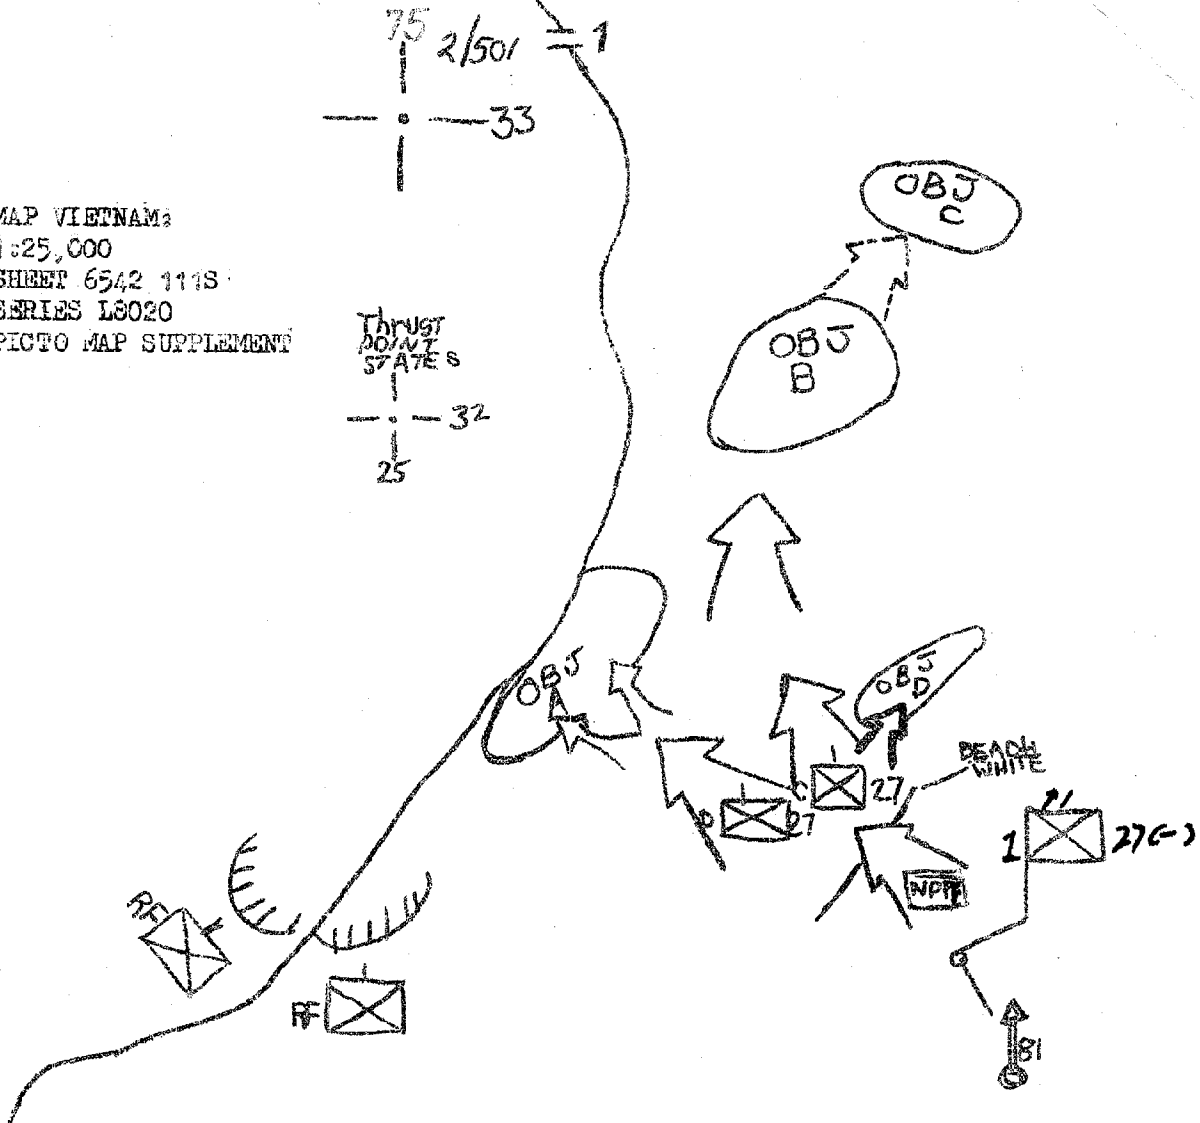 75
2/501
1
33
MAP VIETNAM:
1:25,000
SHEET 6542 111S
SERIES L8020
PICTO MAP SUPPLEMENT
OBJ
C
Thrust
POINT
STATES
32
25
OBJ
B
OBJ
A
OBJ
D
BEACH
WHITE
C
27
D
27
1
27(-)
RF
RF
81